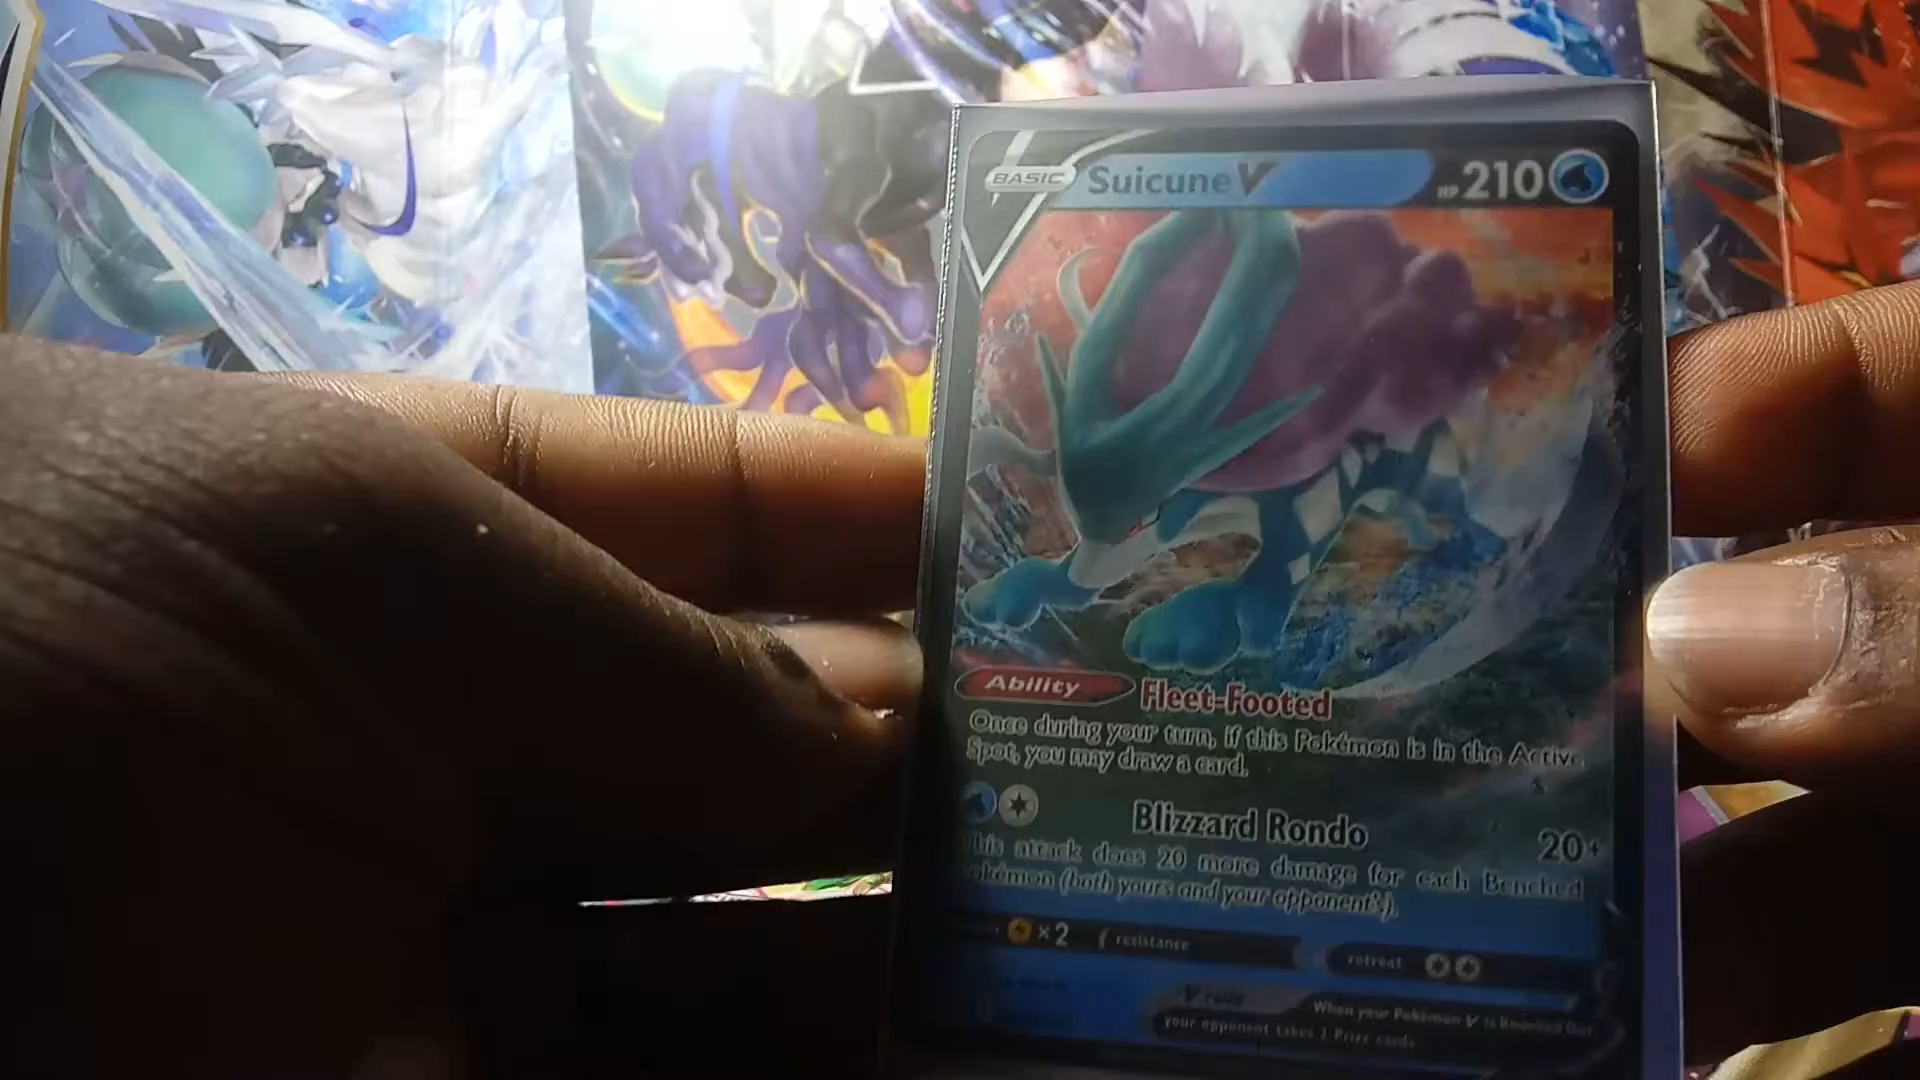 BASIC Suicune V HP 210
Ability Fleet-Footed
Once during your turn, if this Pokémon is in the Active
Spot, you may draw a card.
Blizzard Rondo 20+
This attack does 20 more damage for each Benched
Pokémon (both yours and your opponent's).
×2 resistance retreat
V rule When your Pokémon V is Knocked Out,
your opponent takes 2 Prize cards.